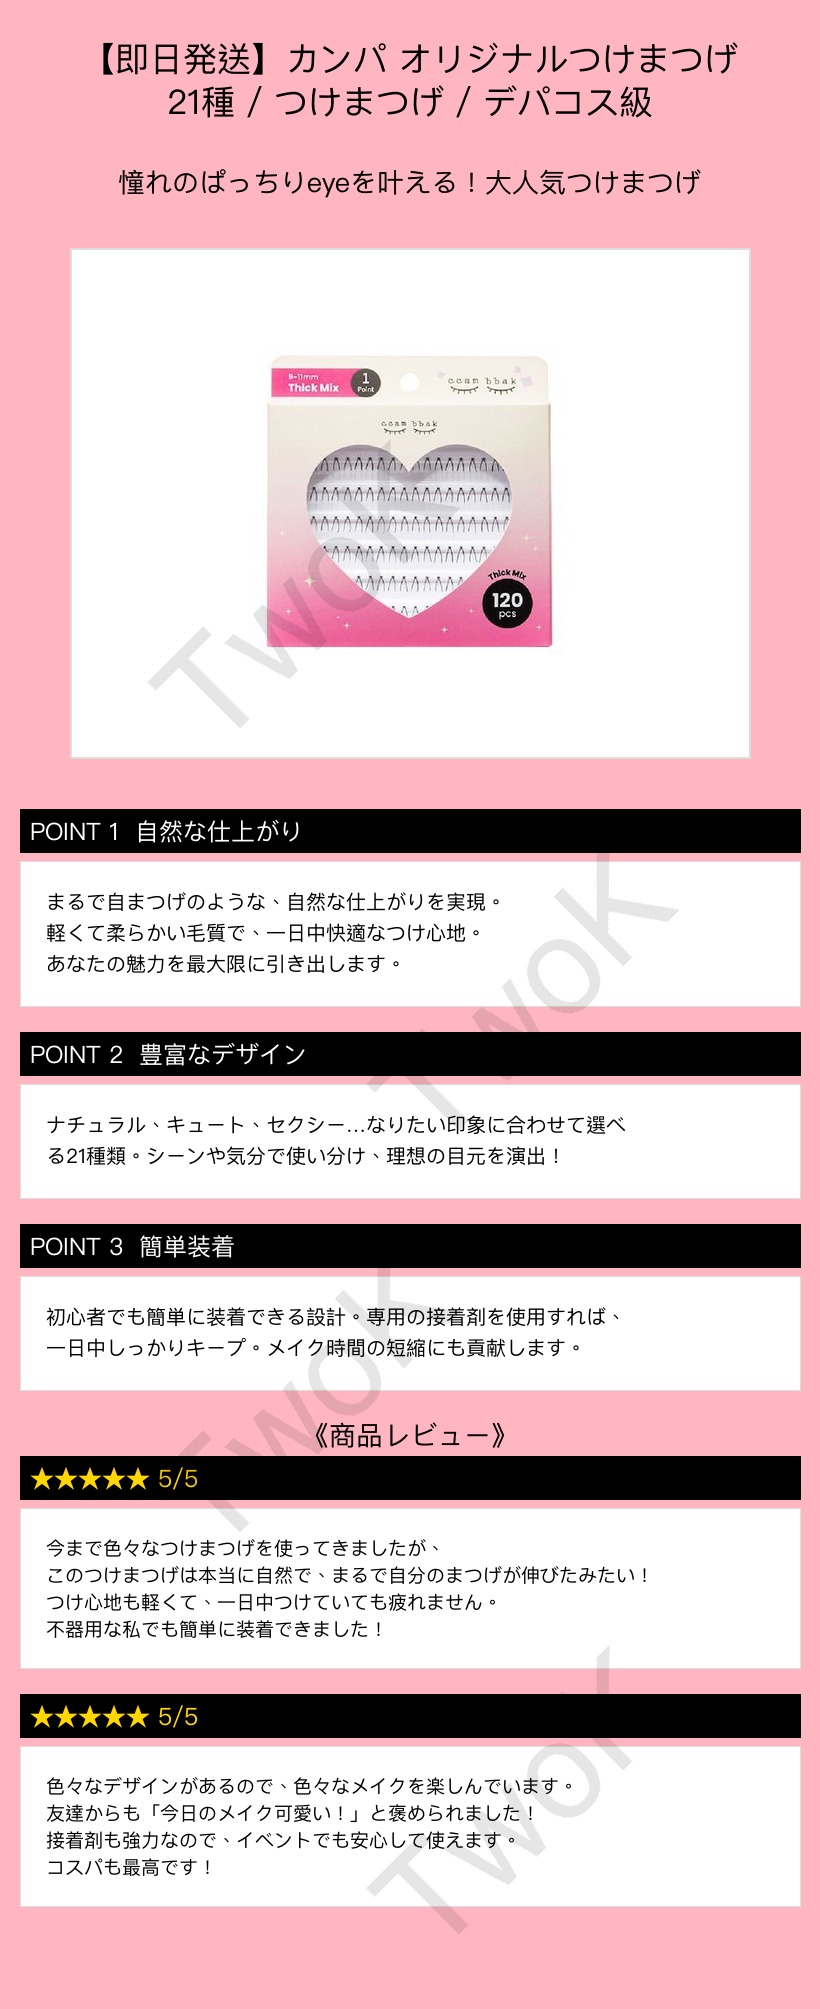 【即日発送】カンパ オリジナルつけまつげ
21種 / つけまつげ / デパコス級
憧れのぱっちりeyeを叶える！大人気つけまつげ
9-11mm
Thick Mix
1
Point
ccam bbak
ccam bbak
Thick Mix
120
pcs
TwoK
POINT 1 自然な仕上がり
まるで自まつげのような、自然な仕上がりを実現。
軽くて柔らかい毛質で、一日中快適なつけ心地。
あなたの魅力を最大限に引き出します。
TwoK
POINT 2 豊富なデザイン
ナチュラル、キュート、セクシー…なりたい印象に合わせて選べ
る21種類。シーンや気分で使い分け、理想の目元を演出！
POINT 3 簡単装着
初心者でも簡単に装着できる設計。専用の接着剤を使用すれば、
一日中しっかりキープ。メイク時間の短縮にも貢献します。
TwoK
《商品レビュー》
★★★★★ 5/5
今まで色々なつけまつげを使ってきましたが、
このつけまつげは本当に自然で、まるで自分のまつげが伸びたみたい！
つけ心地も軽くて、一日中つけていても疲れません。
不器用な私でも簡単に装着できました！
★★★★★ 5/5
色々なデザインがあるので、色々なメイクを楽しんでいます。
友達からも「今日のメイク可愛い！」と褒められました！
接着剤も強力なので、イベントでも安心して使えます。
コスパも最高です！
TwoK